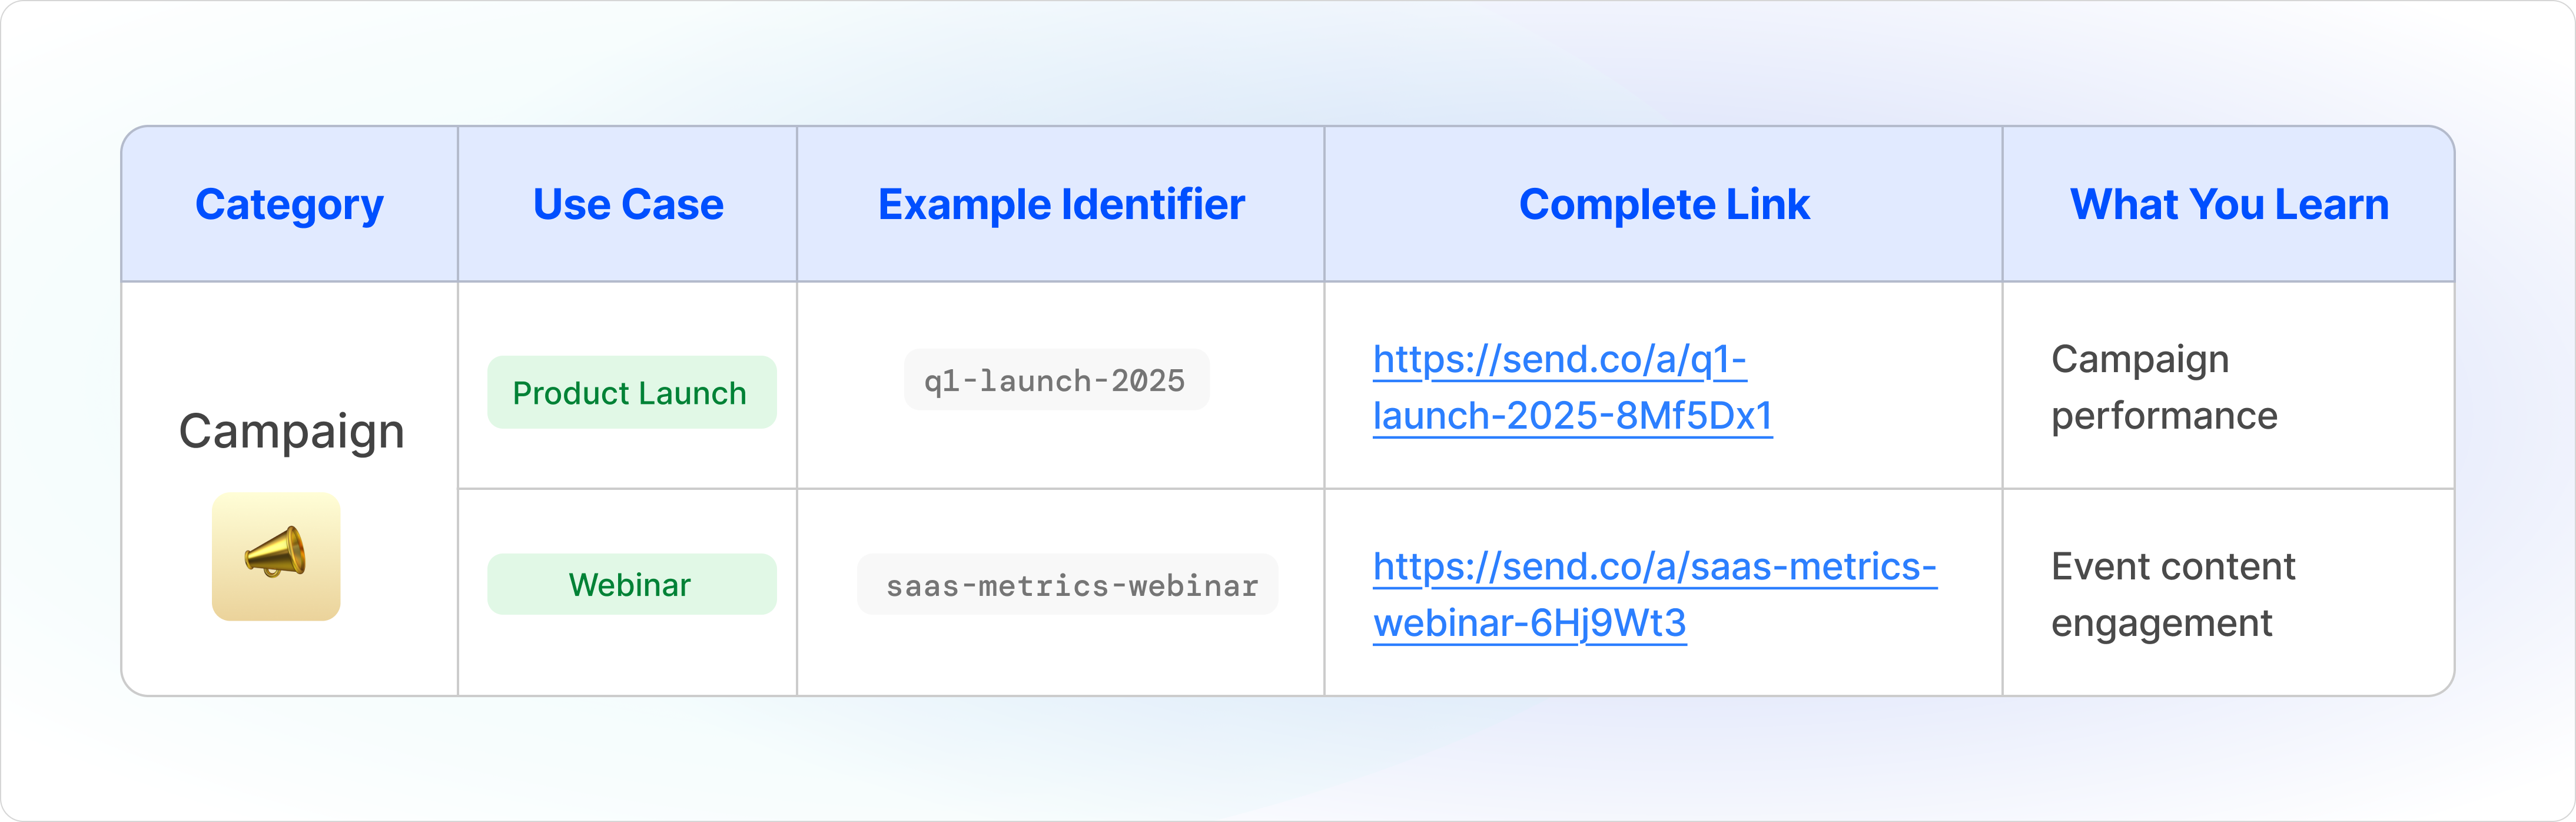 Category
Use Case
Example Identifier
Complete Link
What You Learn
Campaign
Product Launch
q1-launch-2025
https://send.co/a/q1-
launch-2025-8Mf5Dx1
Campaign
performance
Webinar
saas-metrics-webinar
https://send.co/a/saas-metrics-
webinar-6Hj9Wt3
Event content
engagement